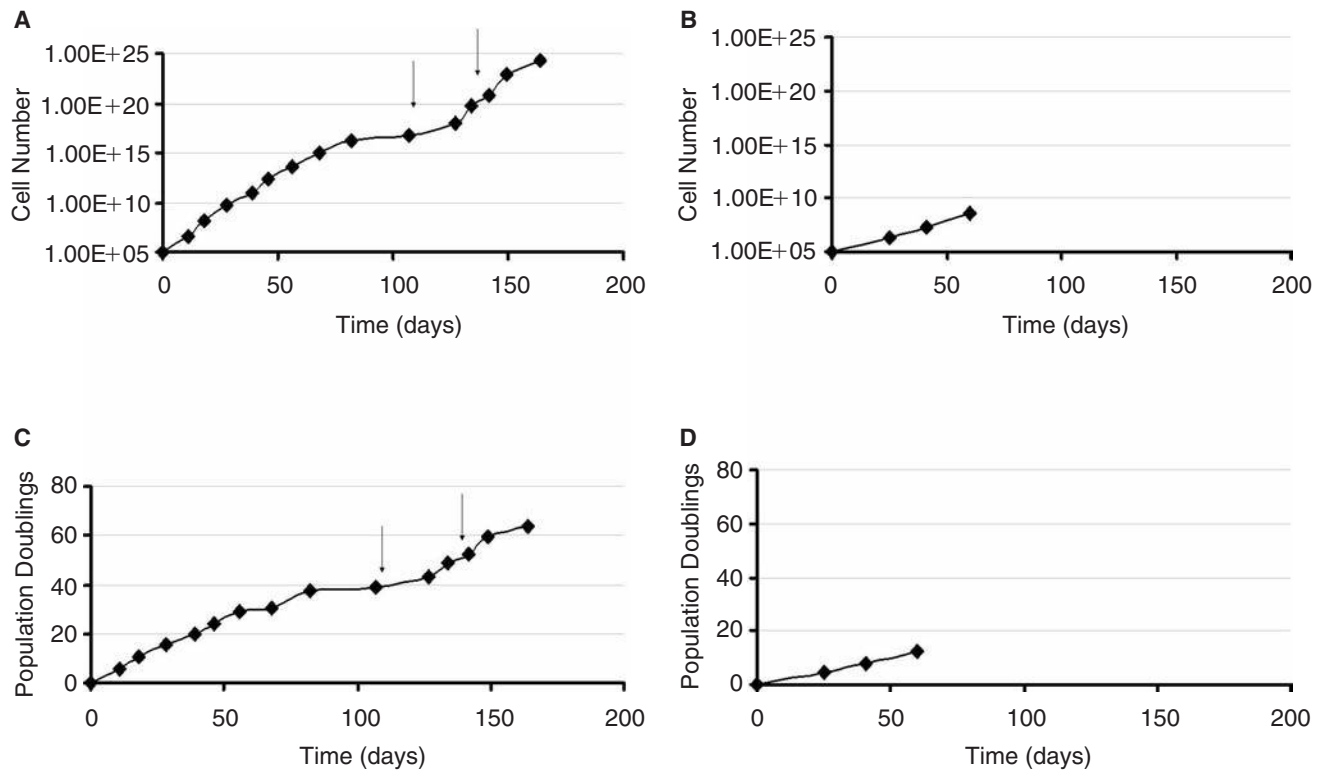 A
Cell Number
1.00E+25
1.00E+20
1.00E+15
1.00E+10
1.00E+05
0 50 100 150 200
Time (days)
B
Cell Number
1.00E+25
1.00E+20
1.00E+15
1.00E+10
1.00E+05
0 50 100 150 200
Time (days)
C
Population Doublings
80
60
40
20
0
0 50 100 150 200
Time (days)
D
Population Doublings
80
60
40
20
0
0 50 100 150 200
Time (days)